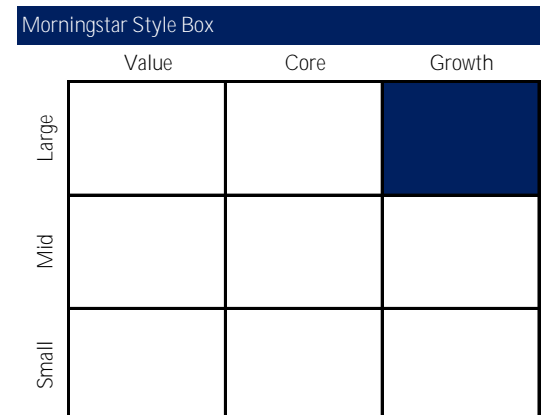 Morningstar Style Box
Value Core Growth
Large
Mid
Small